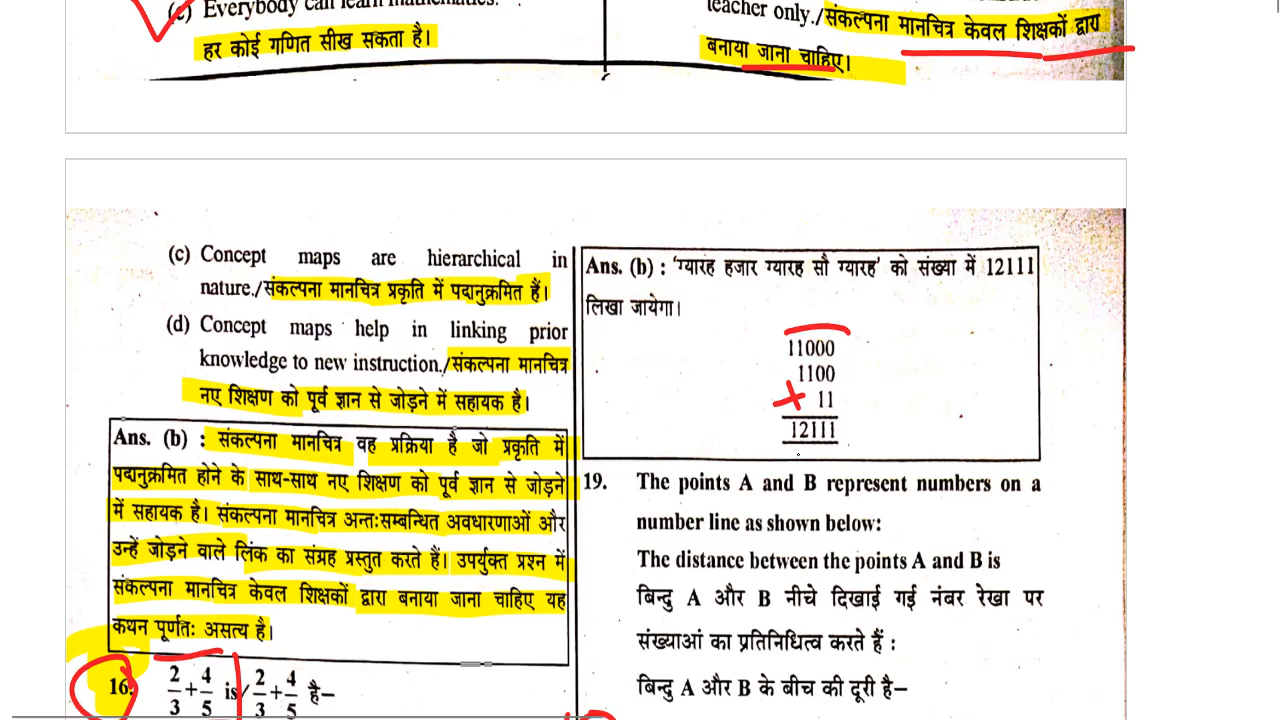 (c) Everybody can learn mathematics.
हर कोई गणित सीख सकता है।
teacher only./संकल्पना मानचित्र केवल शिक्षकों द्वारा
बनाया जाना चाहिए।
(c) Concept maps are hierarchical in
nature./संकल्पना मानचित्र प्रकृति में पद्यानुक्रमित हैं।
(d) Concept maps help in linking prior
knowledge to new instruction./संकल्पना मानचित्र
नए शिक्षण को पूर्व ज्ञान से जोड़ने में सहायक है।
Ans. (b) : संकल्पना मानचित्र वह प्रक्रिया है जो प्रकृति में
पद्यनुक्रमित होने के साथ-साथ नए शिक्षण को पूर्व ज्ञान से जोड़ने
में सहायक है। संकल्पना मानचित्र अन्तःसम्बन्धित अवधारणाओं और
उन्हें जोड़ने वाले लिंक का संग्रह प्रस्तुत करते हैं। उपर्युक्त प्रश्न में
संकल्पना मानचित्र केवल शिक्षकों द्वारा बनाया जाना चाहिए यह
कथन पूर्णतः असत्य है।
16. 2/3 + 4/5 is/ 2/3 + 4/5 है–
Ans. (b) : 'ग्यारह हजार ग्यारह सौ ग्यारह' को संख्या में 12111
लिखा जायेगा।
11000
1100
+ 11
12111
19. The points A and B represent numbers on a
number line as shown below:
The distance between the points A and B is
बिन्दु A और B नीचे दिखाई गई नंबर रेखा पर
संख्याओं का प्रतिनिधित्व करते हैं :
बिन्दु A और B के बीच की दूरी है–